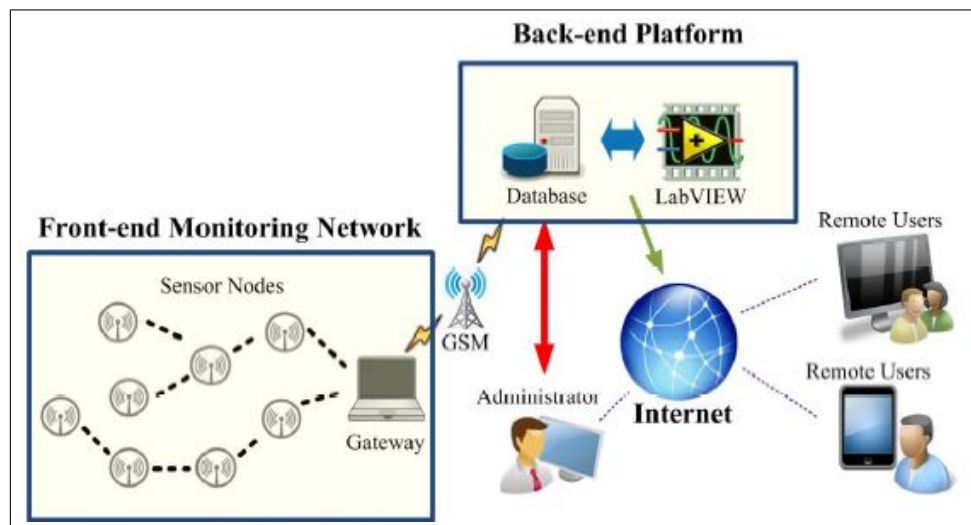 Back-end Platform
Database
LabVIEW
Front-end Monitoring Network
Sensor Nodes
Gateway
GSM
Administrator
Internet
Remote Users
Remote Users